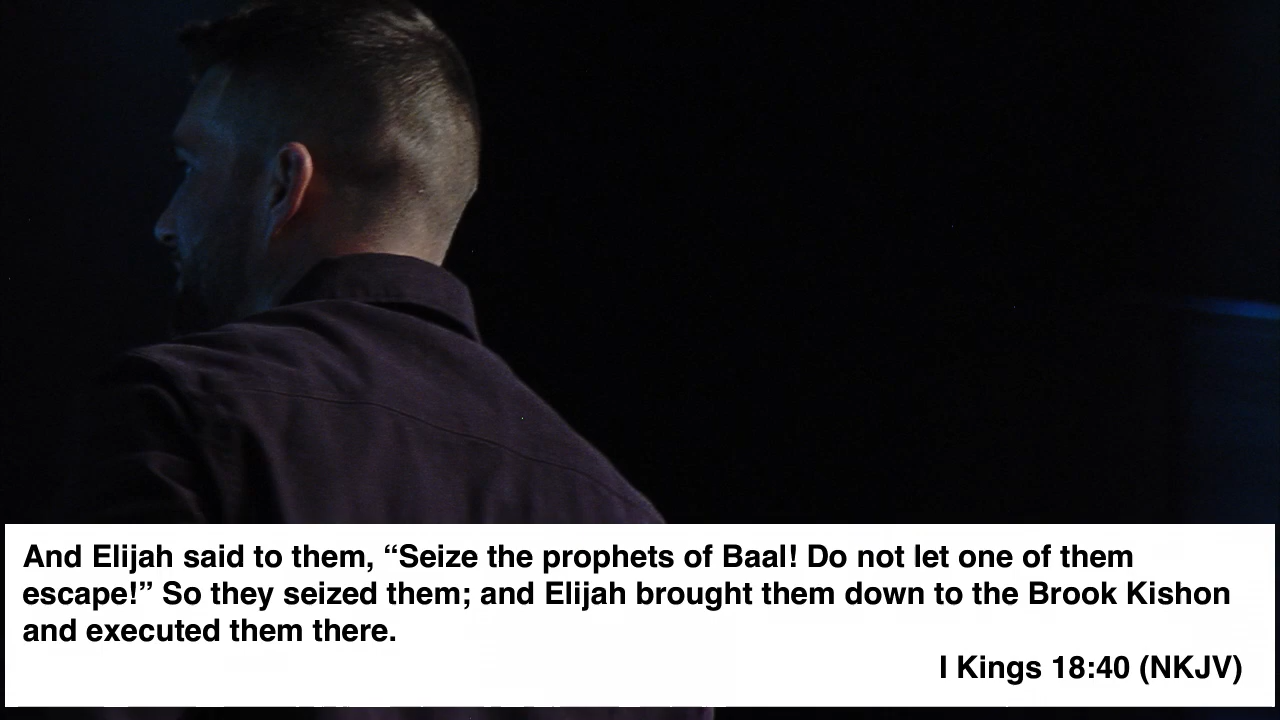 And Elijah said to them, “Seize the prophets of Baal! Do not let one of them
escape!” So they seized them; and Elijah brought them down to the Brook Kishon
and executed them there.
I Kings 18:40 (NKJV)